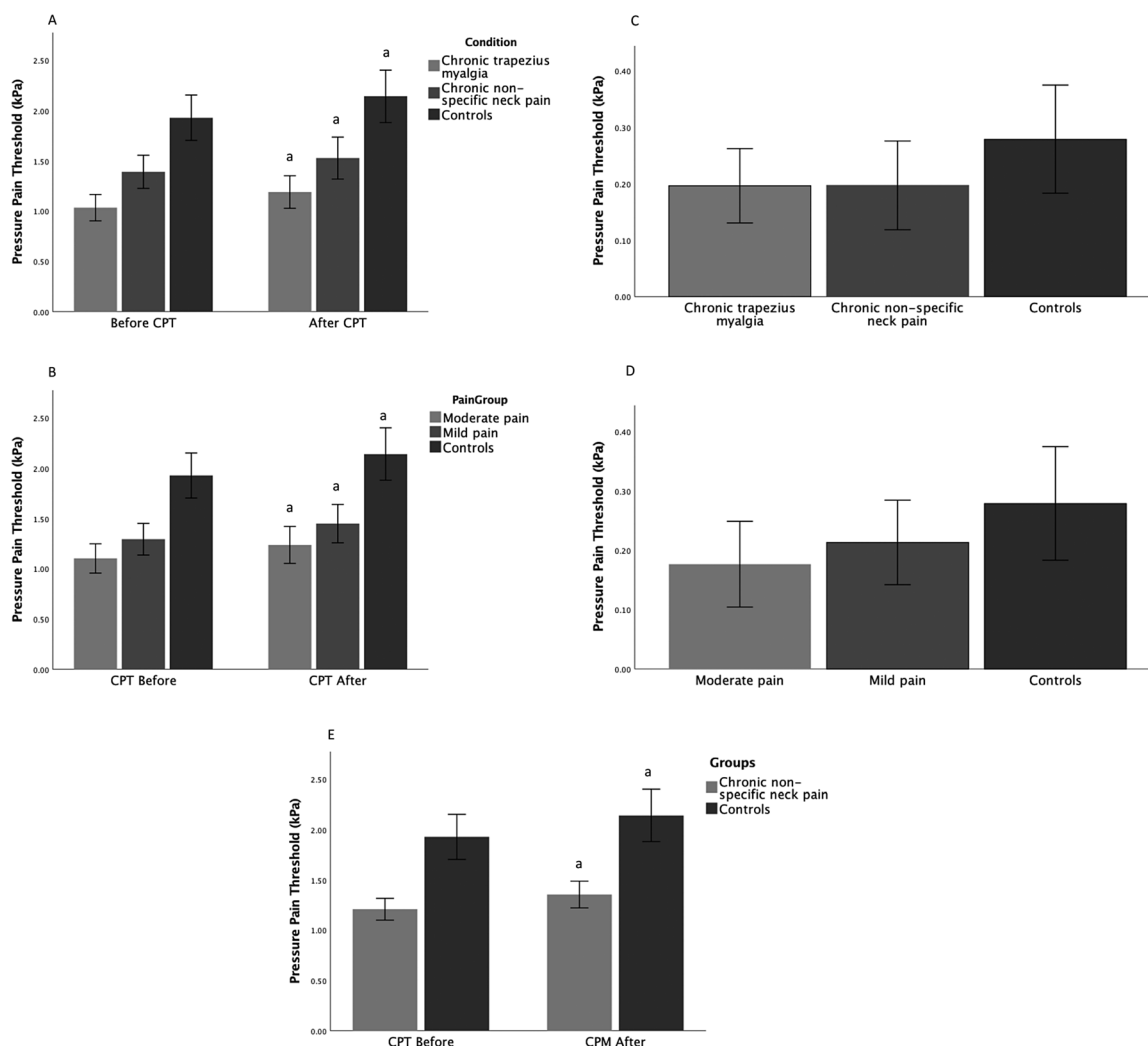 A
Pressure Pain Threshold (kPa)
2.50
2.00
1.50
1.00
0.50
0.00
a
a
a
Before CPT
After CPT
Condition
Chronic trapezius
myalgia
Chronic non-
specific neck pain
Controls
C
Pressure Pain Threshold (kPa)
0.40
0.30
0.20
0.10
0.00
Chronic trapezius
myalgia
Chronic non-specific
neck pain
Controls
B
Pressure Pain Threshold (kPa)
2.50
2.00
1.50
1.00
0.50
0.00
a
a
a
CPT Before
CPT After
PainGroup
Moderate pain
Mild pain
Controls
D
Pressure Pain Threshold (kPa)
0.40
0.30
0.20
0.10
0.00
Moderate pain
Mild pain
Controls
E
Pressure Pain Threshold (kPa)
2.50
2.00
1.50
1.00
0.50
0.00
a
a
CPT Before
CPM After
Groups
Chronic non-
specific neck pain
Controls